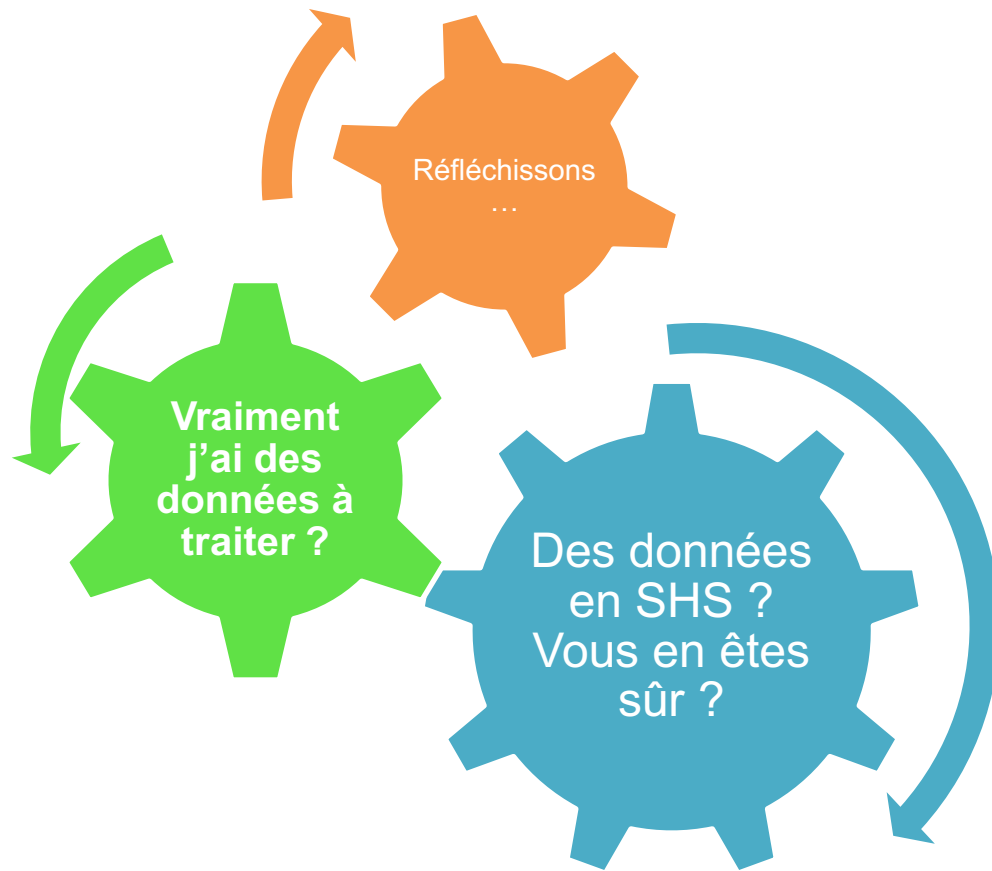 Réfléchissons
…
Vraiment
j’ai des
données à
traiter ?
Des données
en SHS ?
Vous en êtes
sûr ?